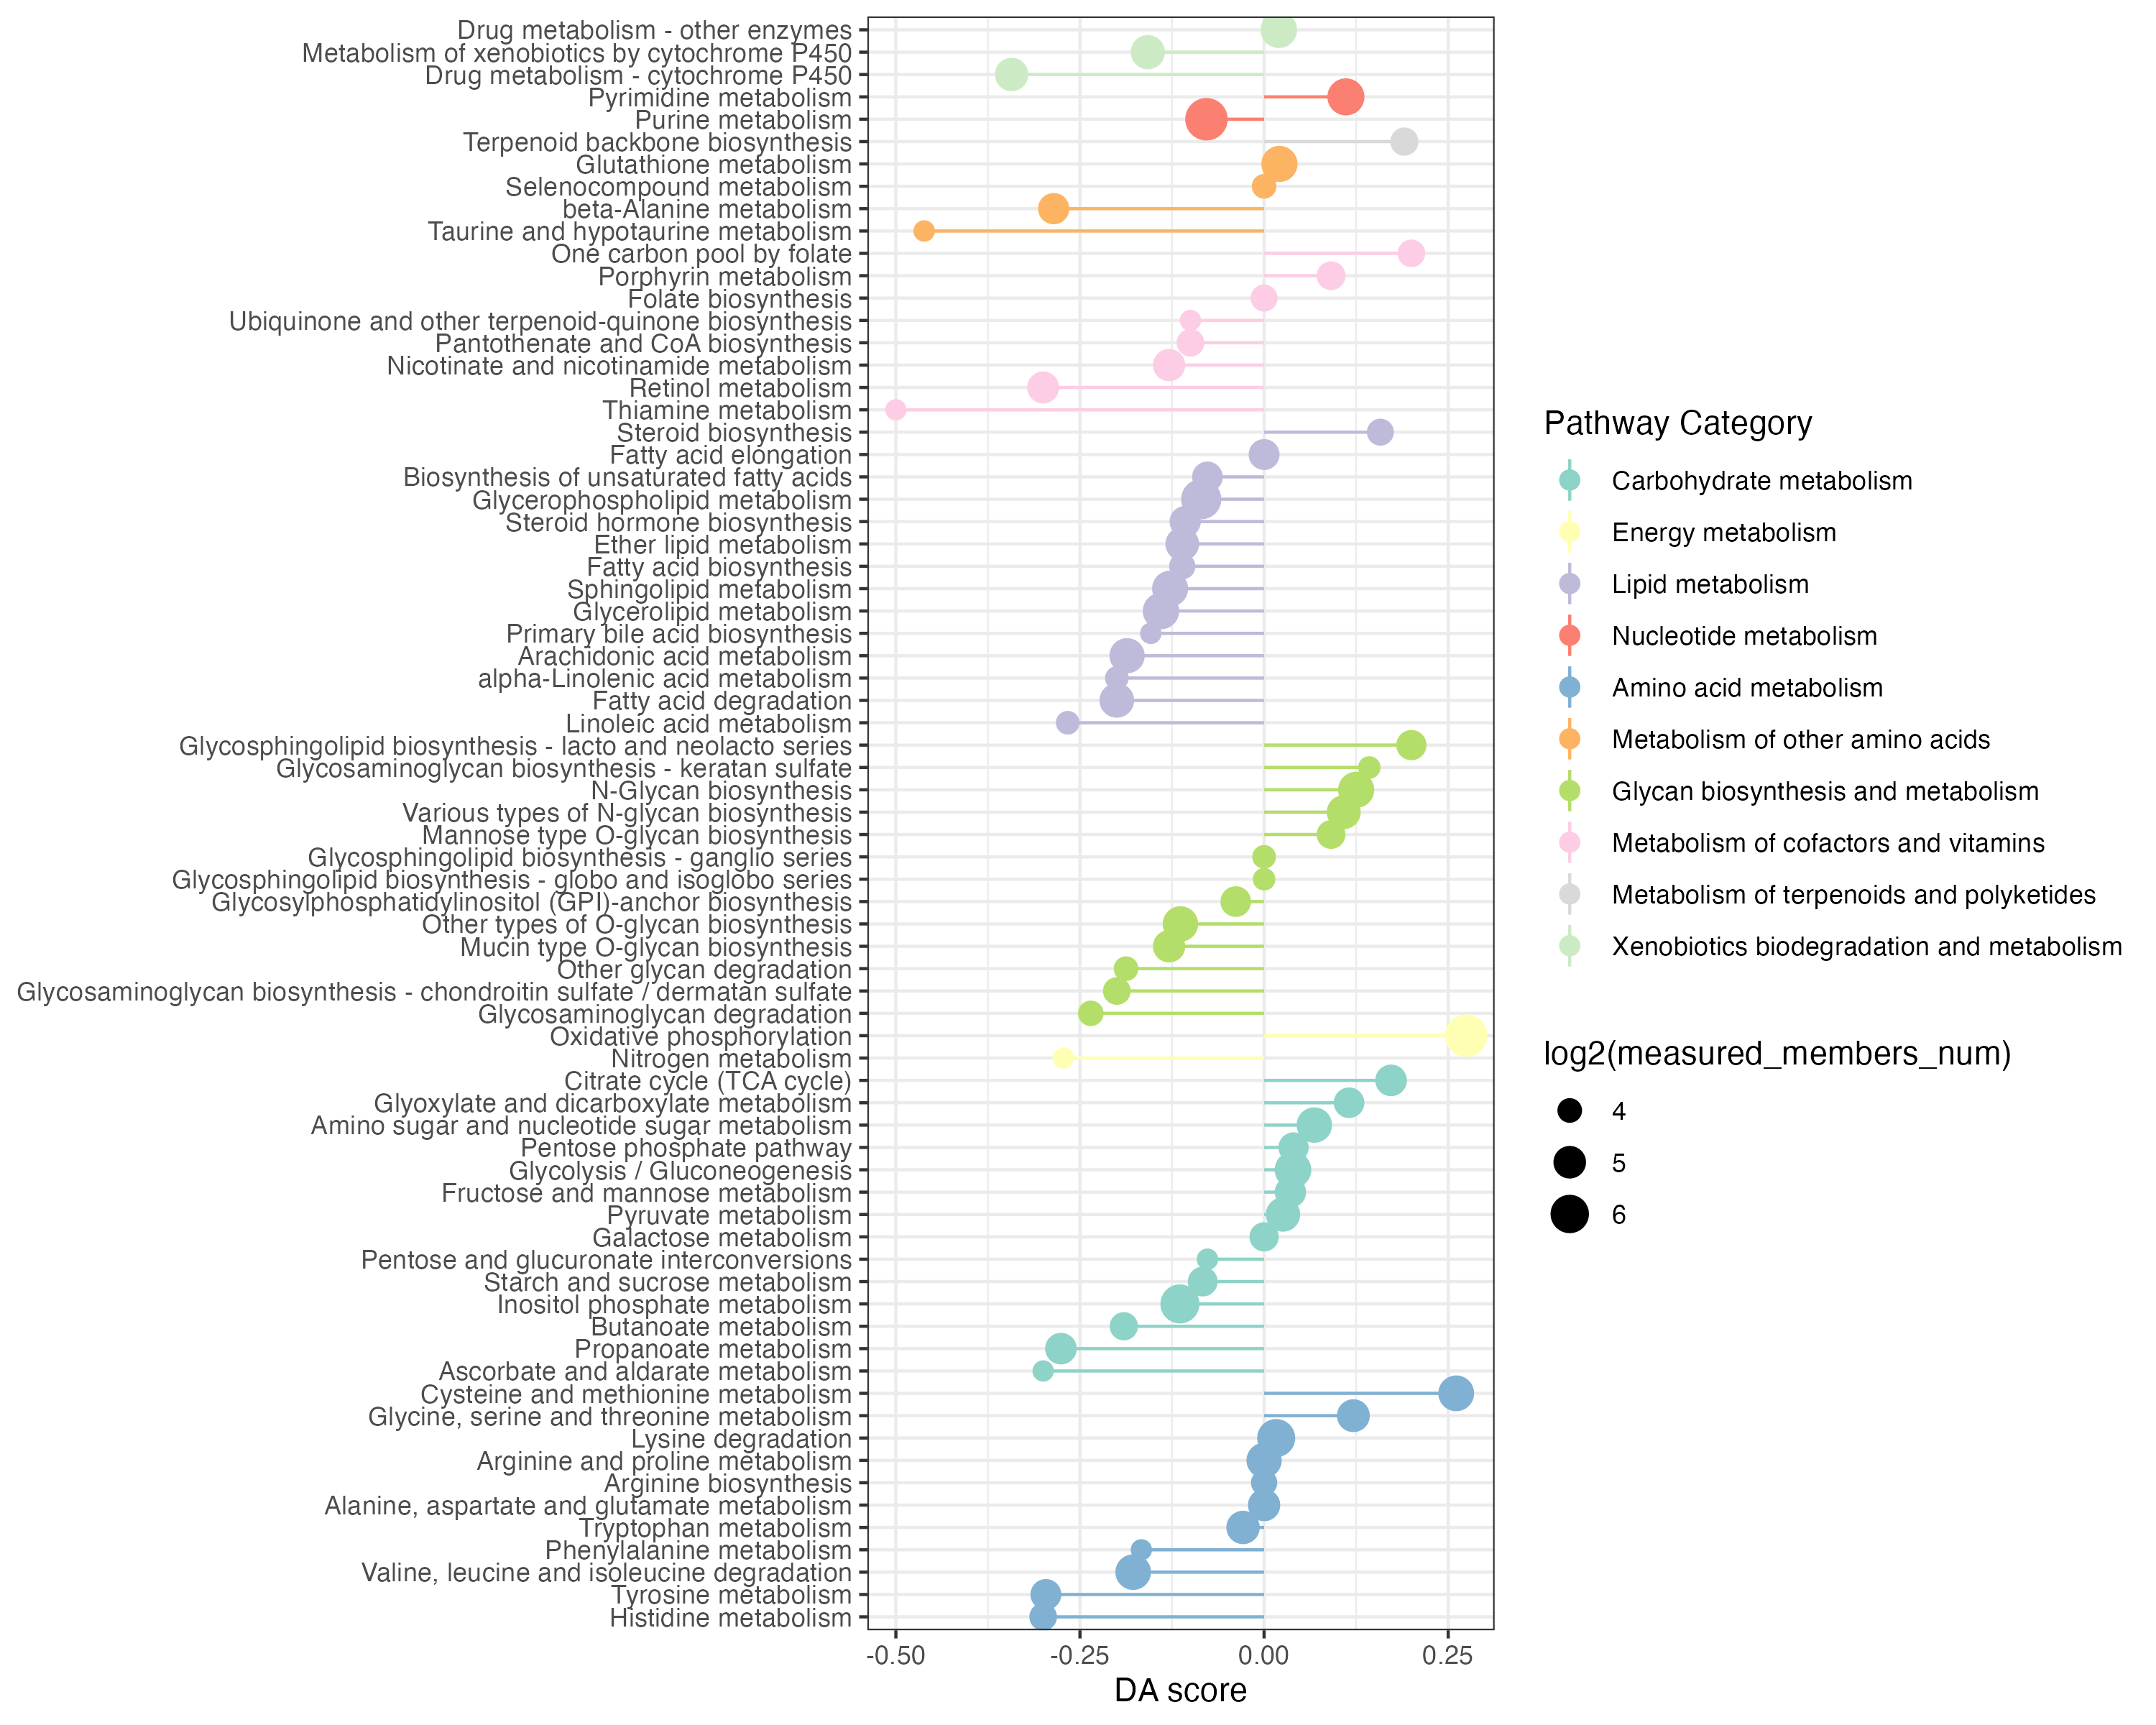 Drug metabolism - other enzymes
Metabolism of xenobiotics by cytochrome P450
Drug metabolism - cytochrome P450
Pyrimidine metabolism
Purine metabolism
Terpenoid backbone biosynthesis
Glutathione metabolism
Selenocompound metabolism
beta-Alanine metabolism
Taurine and hypotaurine metabolism
One carbon pool by folate
Porphyrin metabolism
Folate biosynthesis
Ubiquinone and other terpenoid-quinone biosynthesis
Pantothenate and CoA biosynthesis
Nicotinate and nicotinamide metabolism
Retinol metabolism
Thiamine metabolism
Steroid biosynthesis
Fatty acid elongation
Biosynthesis of unsaturated fatty acids
Glycerophospholipid metabolism
Steroid hormone biosynthesis
Ether lipid metabolism
Fatty acid biosynthesis
Sphingolipid metabolism
Glycerolipid metabolism
Primary bile acid biosynthesis
Arachidonic acid metabolism
alpha-Linolenic acid metabolism
Fatty acid degradation
Linoleic acid metabolism
Glycosphingolipid biosynthesis - lacto and neolacto series
Glycosaminoglycan biosynthesis - keratan sulfate
N-Glycan biosynthesis
Various types of N-glycan biosynthesis
Mannose type O-glycan biosynthesis
Glycosphingolipid biosynthesis - ganglio series
Glycosphingolipid biosynthesis - globo and isoglobo series
Glycosylphosphatidylinositol (GPI)-anchor biosynthesis
Other types of O-glycan biosynthesis
Mucin type O-glycan biosynthesis
Other glycan degradation
Glycosaminoglycan biosynthesis - chondroitin sulfate / dermatan sulfate
Glycosaminoglycan degradation
Oxidative phosphorylation
Nitrogen metabolism
Citrate cycle (TCA cycle)
Glyoxylate and dicarboxylate metabolism
Amino sugar and nucleotide sugar metabolism
Pentose phosphate pathway
Glycolysis / Gluconeogenesis
Fructose and mannose metabolism
Pyruvate metabolism
Galactose metabolism
Pentose and glucuronate interconversions
Starch and sucrose metabolism
Inositol phosphate metabolism
Butanoate metabolism
Propanoate metabolism
Ascorbate and aldarate metabolism
Cysteine and methionine metabolism
Glycine, serine and threonine metabolism
Lysine degradation
Arginine and proline metabolism
Arginine biosynthesis
Alanine, aspartate and glutamate metabolism
Tryptophan metabolism
Phenylalanine metabolism
Valine, leucine and isoleucine degradation
Tyrosine metabolism
Histidine metabolism
-0.50
-0.25
0.00
0.25
DA score
Pathway Category
Carbohydrate metabolism
Energy metabolism
Lipid metabolism
Nucleotide metabolism
Amino acid metabolism
Metabolism of other amino acids
Glycan biosynthesis and metabolism
Metabolism of cofactors and vitamins
Metabolism of terpenoids and polyketides
Xenobiotics biodegradation and metabolism
log2(measured_members_num)
4
5
6